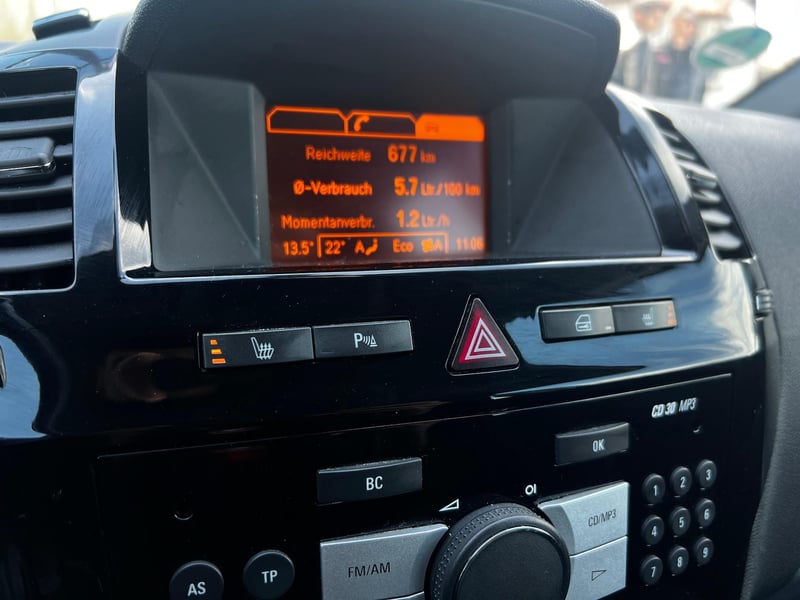 Reichweite 677 km
Ø-Verbrauch 5.7 Ltr/100 km
Momentanverbr. 1.2 Ltr/h
13.5° 22° A Eco A 11:06
P
CD 30 MP3
OK
BC
CD/MP3
1 2 3
4 5 6
7 8 9
FM/AM
AS TP